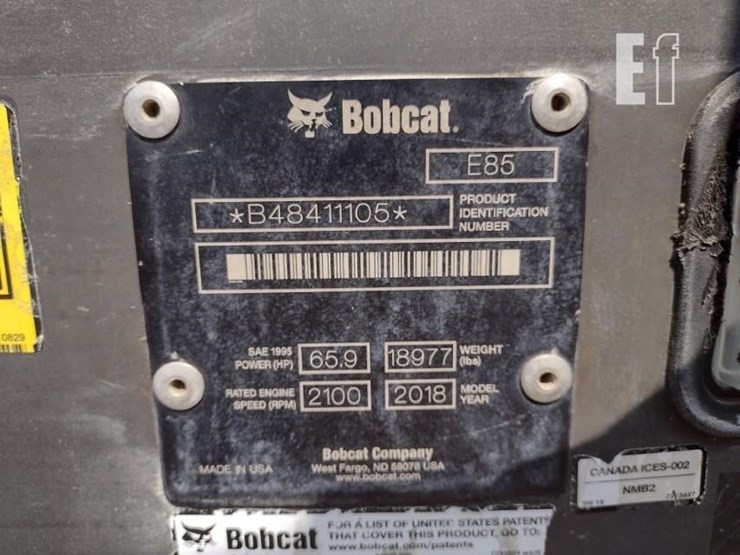 Ef
Bobcat.
E85
*B48411105*
PRODUCT
IDENTIFICATION
NUMBER
SAE 1995
POWER (HP)
65.9
18977
WEIGHT
(lbs)
RATED ENGINE
SPEED (RPM)
2100
2018
MODEL
YEAR
Bobcat Company
MADE IN USA
West Fargo, ND 58078 USA
www.bobcat.com
0829
CANADA ICES-002
NMB2
Bobcat
FOR A LIST OF UNITED STATES PATENTS
THAT COVER THIS PRODUCT, GO TO:
www.bobcat.com/patents